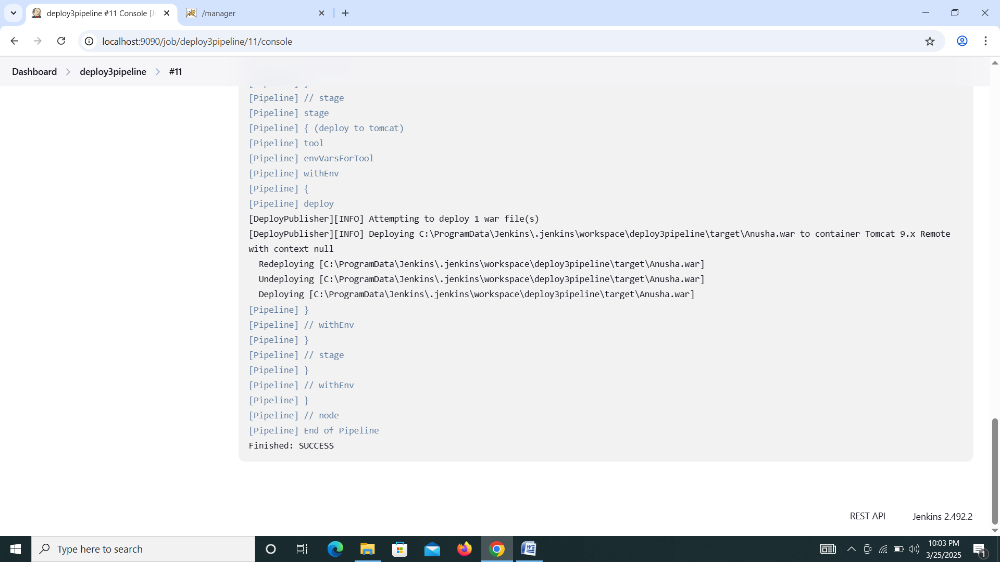 deploy3pipeline #11 Console [J
/manager
localhost:9090/job/deploy3pipeline/11/console
Dashboard > deploy3pipeline > #11
[Pipeline] // stage
[Pipeline] stage
[Pipeline] { (deploy to tomcat)
[Pipeline] tool
[Pipeline] envVarsForTool
[Pipeline] withEnv
[Pipeline] {
[Pipeline] deploy
[DeployPublisher][INFO] Attempting to deploy 1 war file(s)
[DeployPublisher][INFO] Deploying C:\ProgramData\Jenkins\.jenkins\workspace\deploy3pipeline\target\Anusha.war to container Tomcat 9.x Remote
with context null
Redeploying [C:\ProgramData\Jenkins\.jenkins\workspace\deploy3pipeline\target\Anusha.war]
Undeploying [C:\ProgramData\Jenkins\.jenkins\workspace\deploy3pipeline\target\Anusha.war]
Deploying [C:\ProgramData\Jenkins\.jenkins\workspace\deploy3pipeline\target\Anusha.war]
[Pipeline] }
[Pipeline] // withEnv
[Pipeline] }
[Pipeline] // stage
[Pipeline] }
[Pipeline] // withEnv
[Pipeline] }
[Pipeline] // node
[Pipeline] End of Pipeline
Finished: SUCCESS
REST API
Jenkins 2.492.2
Type here to search
10:03 PM
3/25/2025
1